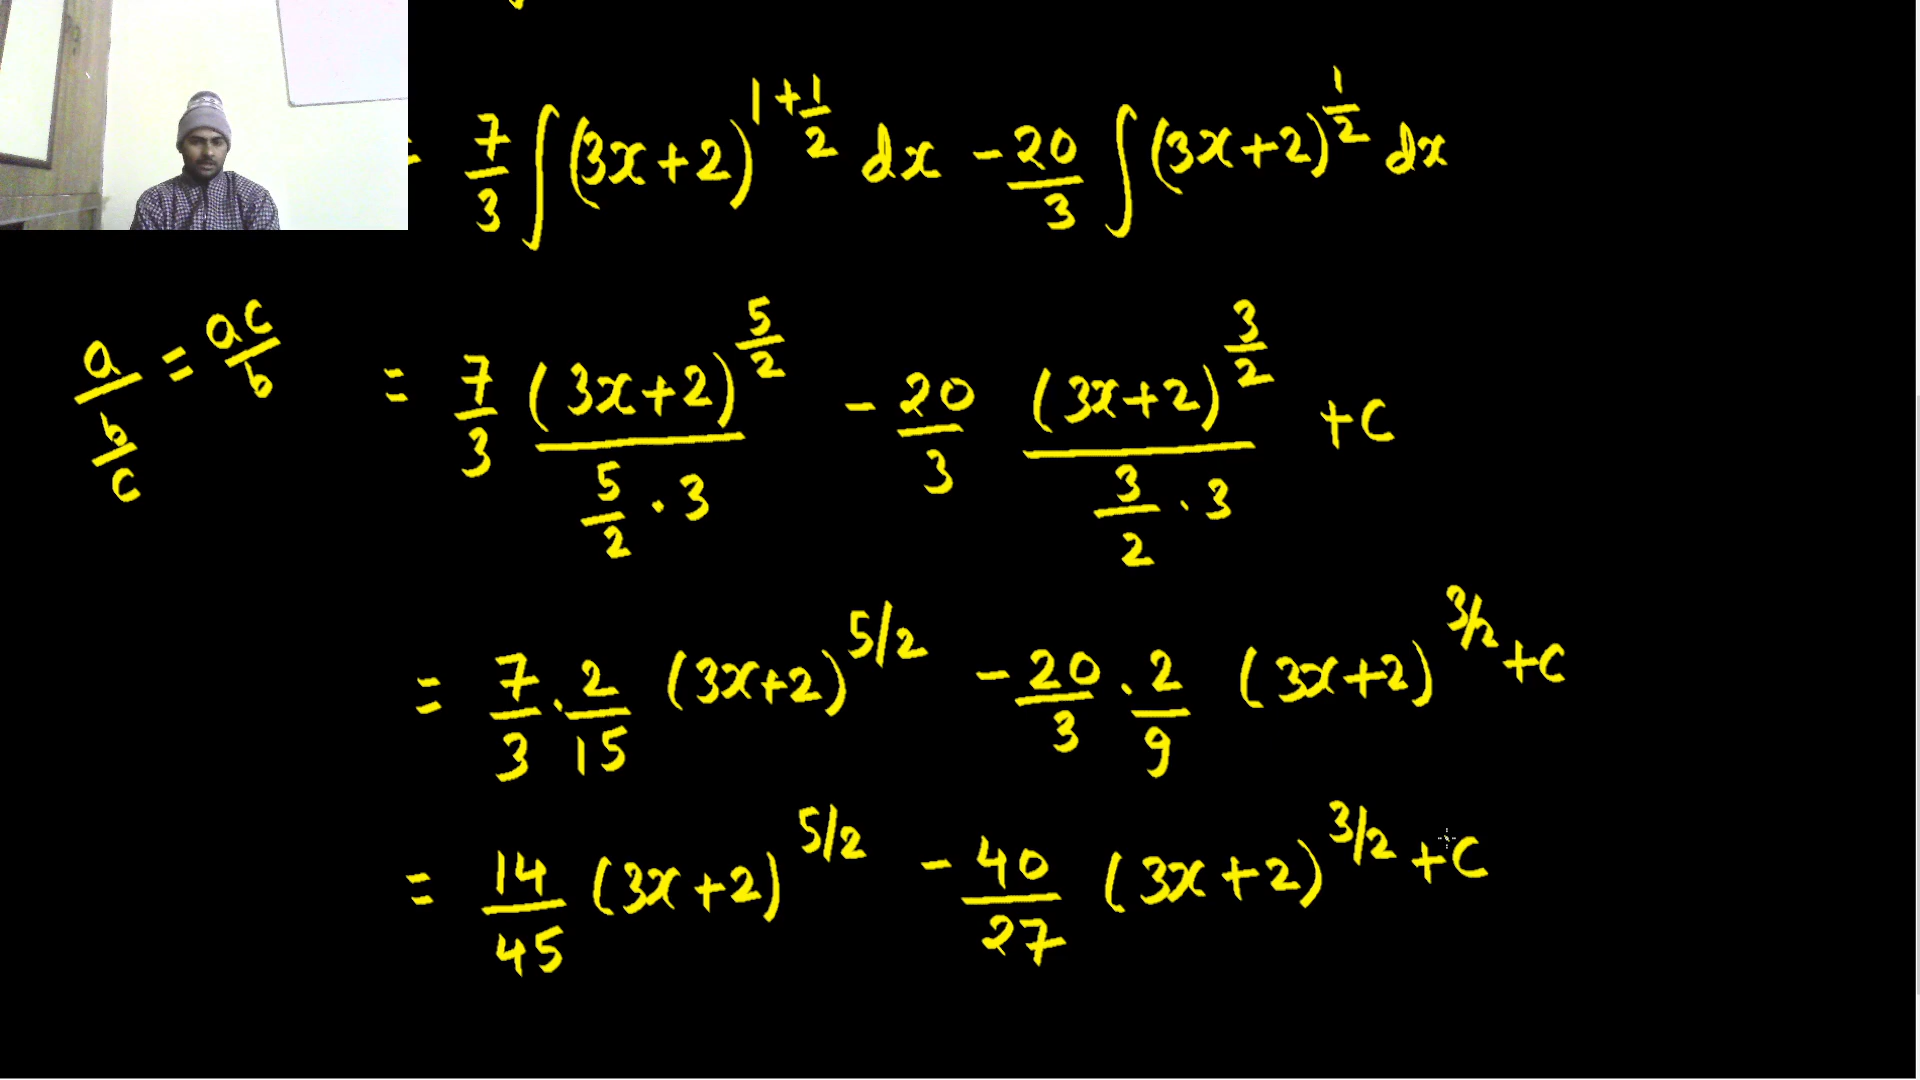 = 7/3 ∫(3x+2)^(1+1/2) dx - 20/3 ∫(3x+2)^(1/2) dx
a/(b/c) = ac/b
= 7/3 (3x+2)^(5/2)/(5/2 · 3) - 20/3 (3x+2)^(3/2)/(3/2 · 3) + C
= 7/3 · 2/15 (3x+2)^(5/2) - 20/3 · 2/9 (3x+2)^(3/2) + C
= 14/45 (3x+2)^(5/2) - 40/27 (3x+2)^(3/2) + C